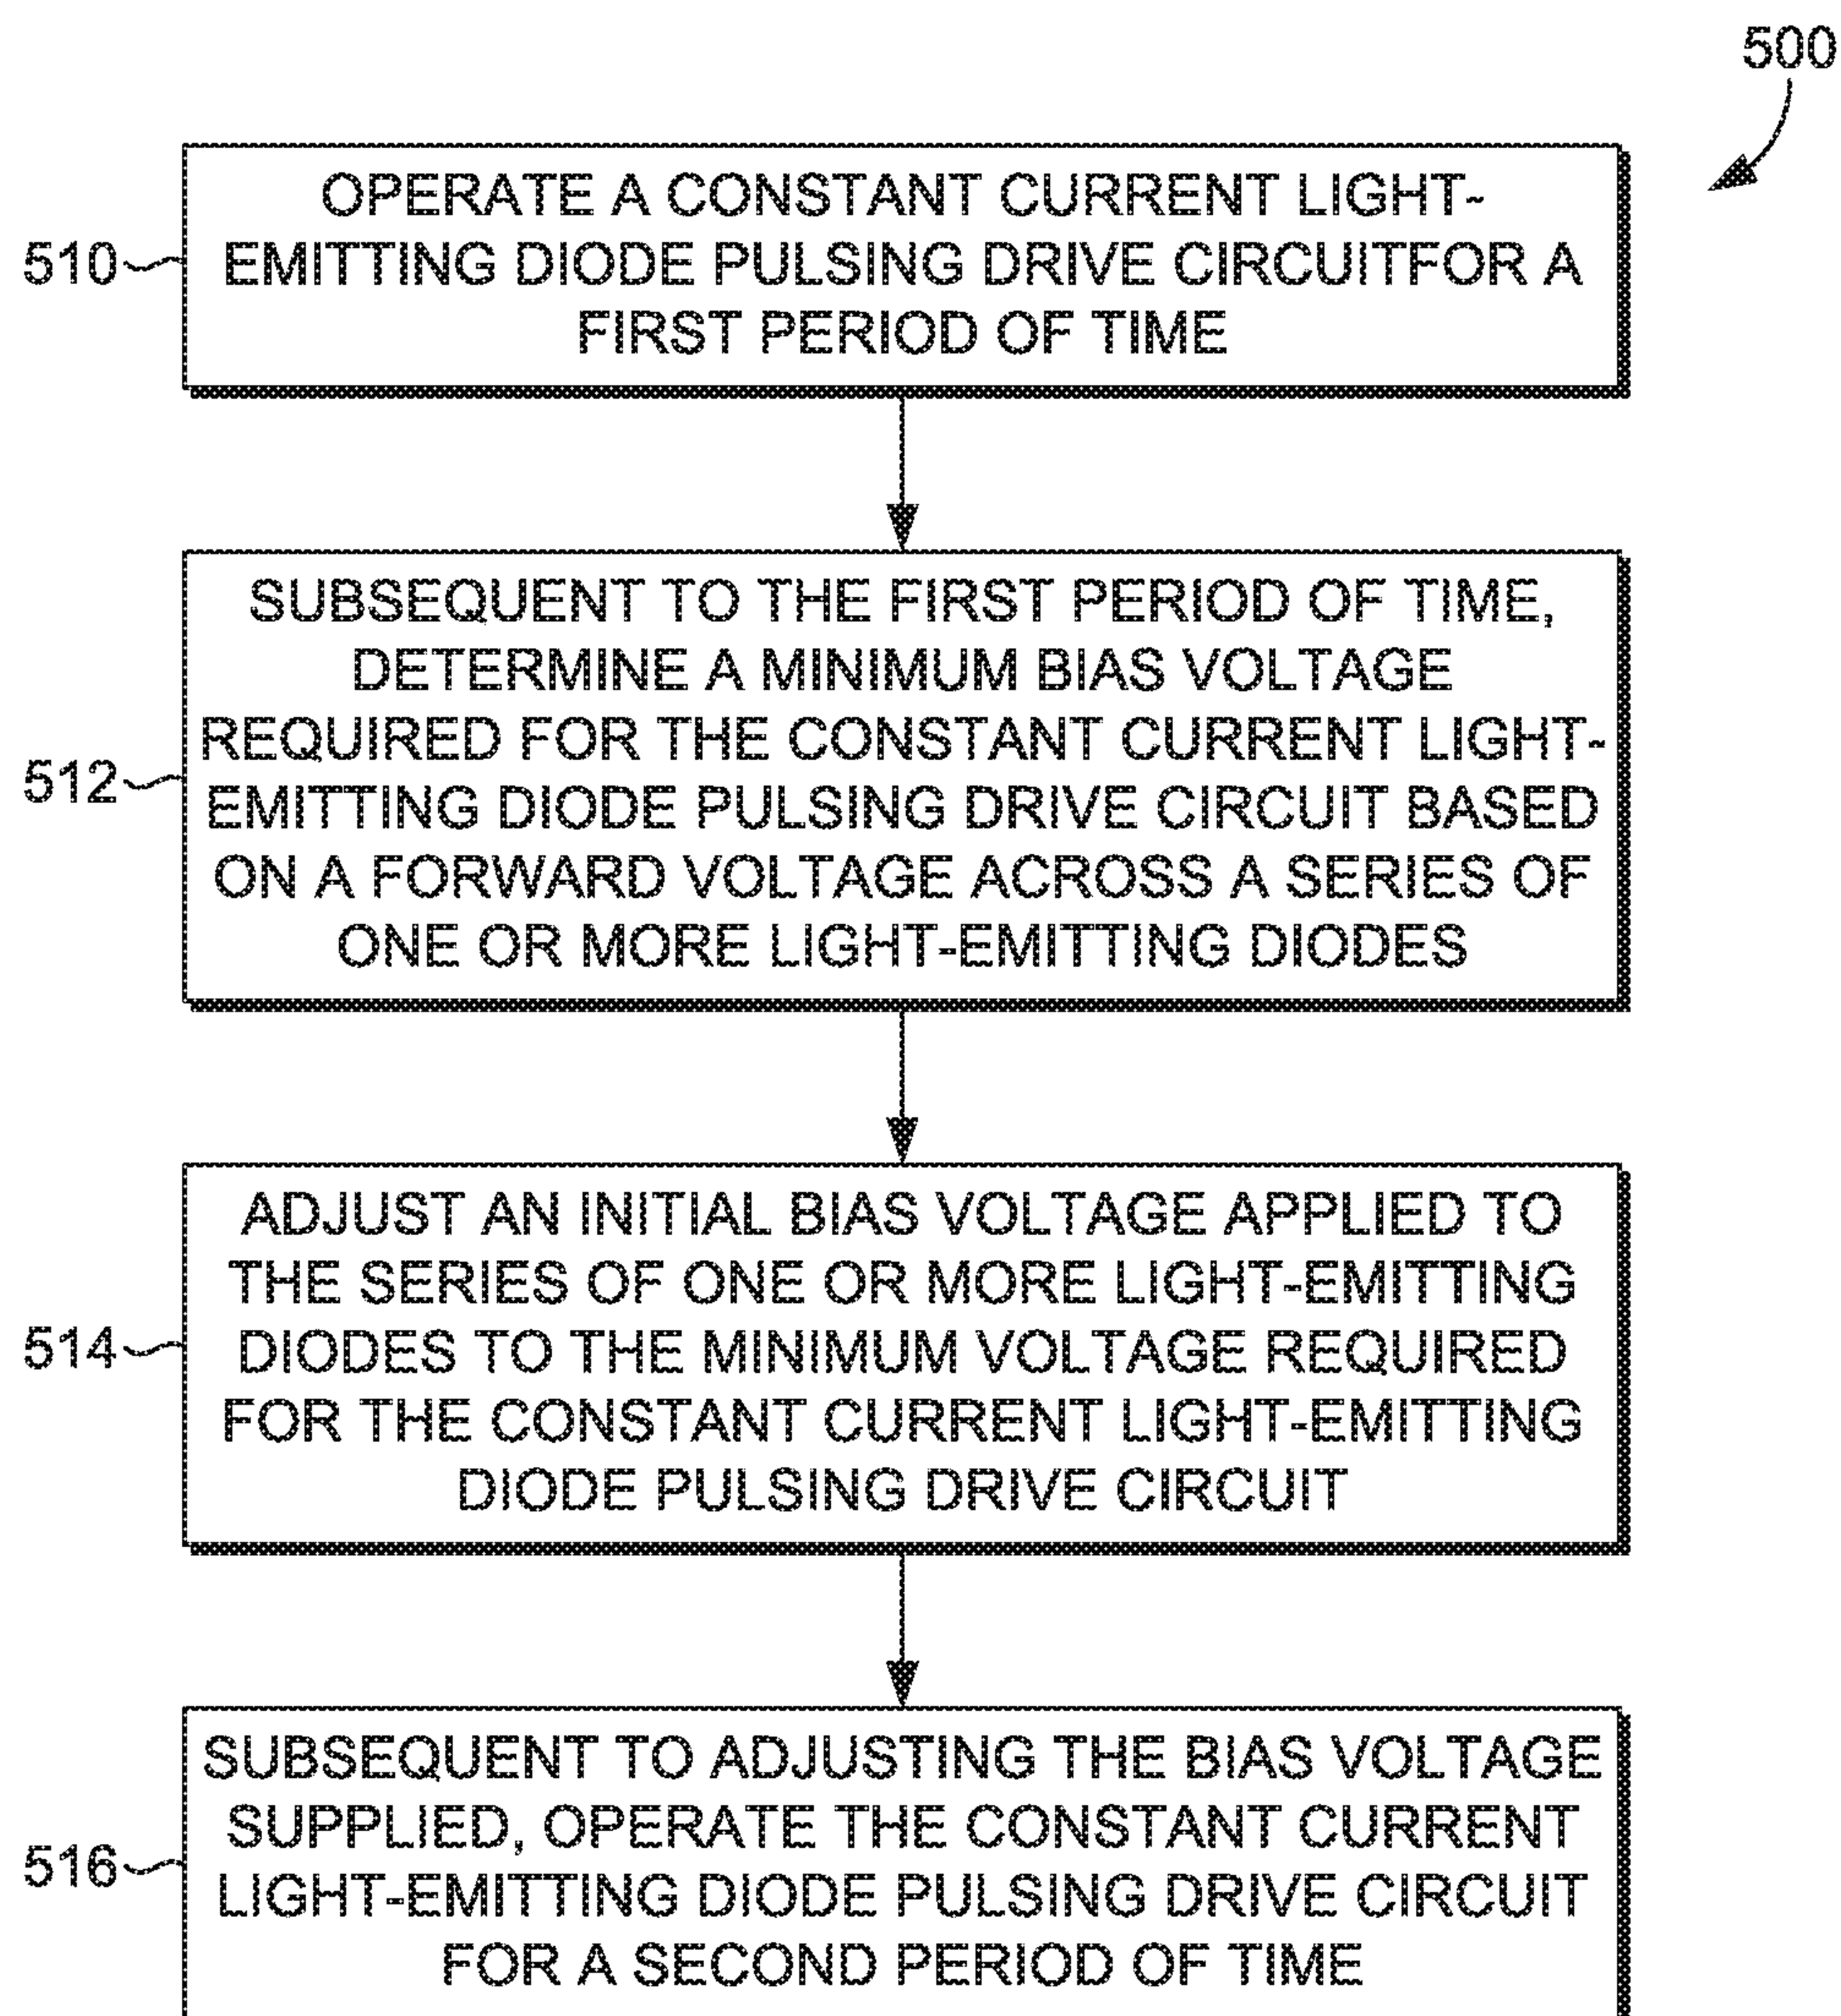 500
OPERATE A CONSTANT CURRENT LIGHT-
510
EMITTING DIODE PULSING DRIVE CIRCUITFOR A
FIRST PERIOD OF TIME
SUBSEQUENT TO THE FIRST PERIOD OF TIME,
DETERMINE A MINIMUM BIAS VOLTAGE
REQUIRED FOR THE CONSTANT CURRENT LIGHT-
512
EMITTING DIODE PULSING DRIVE CIRCUIT BASED
ON A FORWARD VOLTAGE ACROSS A SERIES OF
ONE OR MORE LIGHT-EMITTING DIODES
ADJUST AN INITIAL BIAS VOLTAGE APPLIED TO
THE SERIES OF ONE OR MORE LIGHT-EMITTING
514
DIODES TO THE MINIMUM VOLTAGE REQUIRED
FOR THE CONSTANT CURRENT LIGHT-EMITTING
DIODE PULSING DRIVE CIRCUIT
SUBSEQUENT TO ADJUSTING THE BIAS VOLTAGE
SUPPLIED, OPERATE THE CONSTANT CURRENT
516
LIGHT-EMITTING DIODE PULSING DRIVE CIRCUIT
FOR A SECOND PERIOD OF TIME